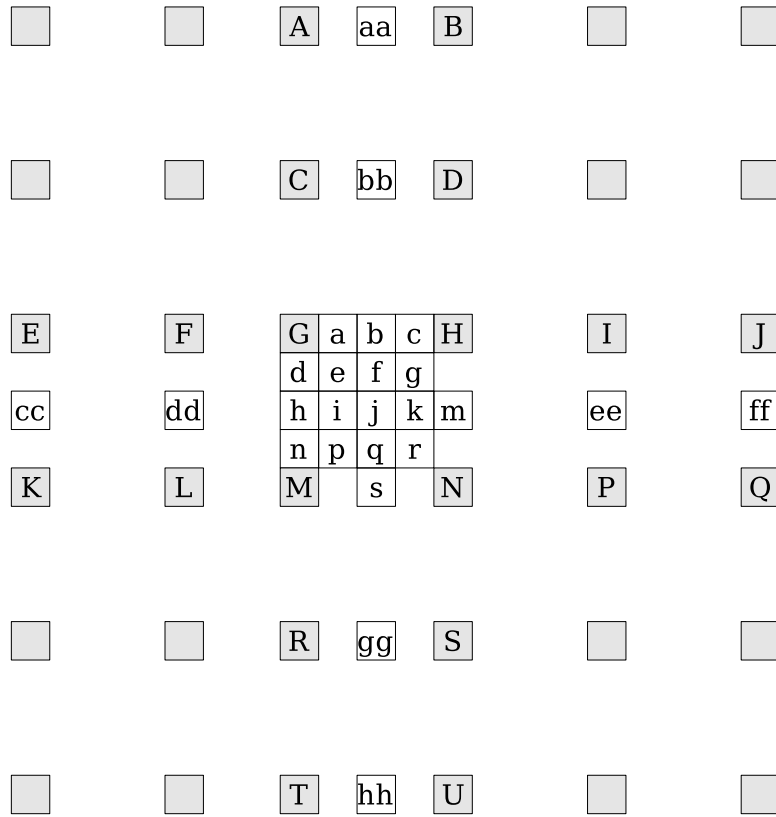 A aa B
C bb D
E F G a b c H I J
d e f g
cc dd h i j k m ee ff
n p q r
K L M s N P Q
R gg S
T hh U